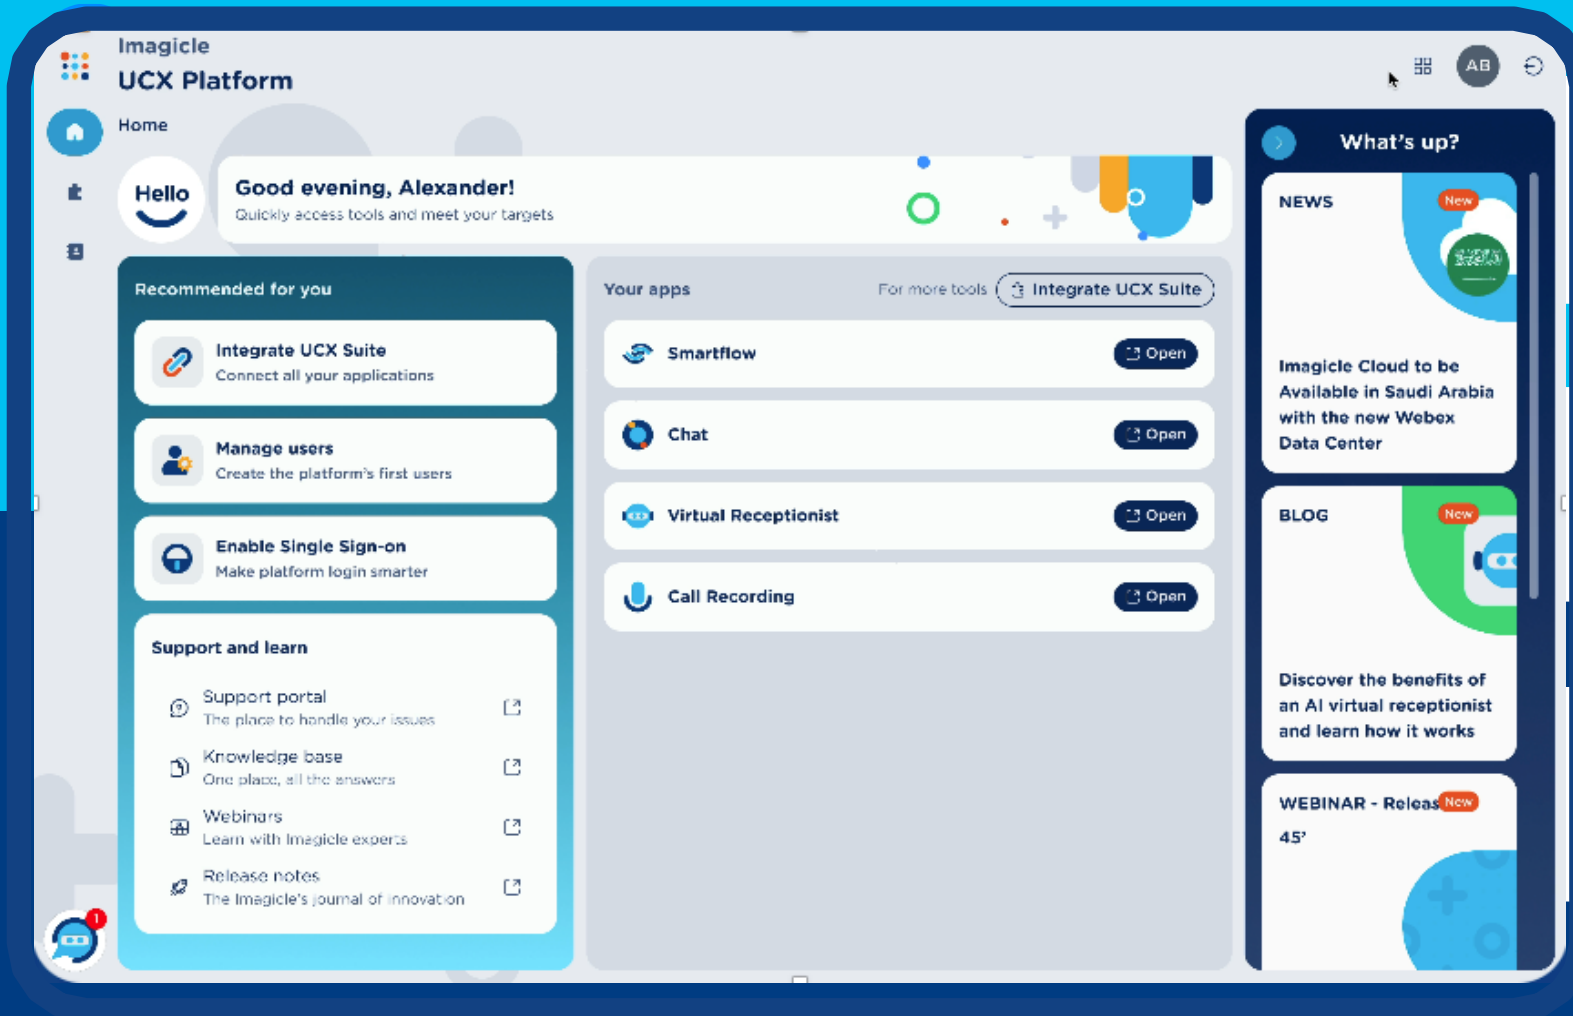 Imagicle
UCX Platform
AB
Home
Hello
Good evening, Alexander!
Quickly access tools and meet your targets
Recommended for you
Integrate UCX Suite
Connect all your applications
Manage users
Create the platform's first users
Enable Single Sign-on
Make platform login smarter
Support and learn
Support portal
The place to handle your issues
Knowledge base
One place, all the answers
Webinars
Learn with Imagicle experts
Release notes
The Imagicle's journal of innovation
1
Your apps
For more tools
Integrate UCX Suite
Smartflow
Open
Chat
Open
Virtual Receptionist
Open
Call Recording
Open
What's up?
NEWS
New
Imagicle Cloud to be
Available in Saudi Arabia
with the new Webex
Data Center
BLOG
New
Discover the benefits of
an AI virtual receptionist
and learn how it works
WEBINAR - Releas
New
45'